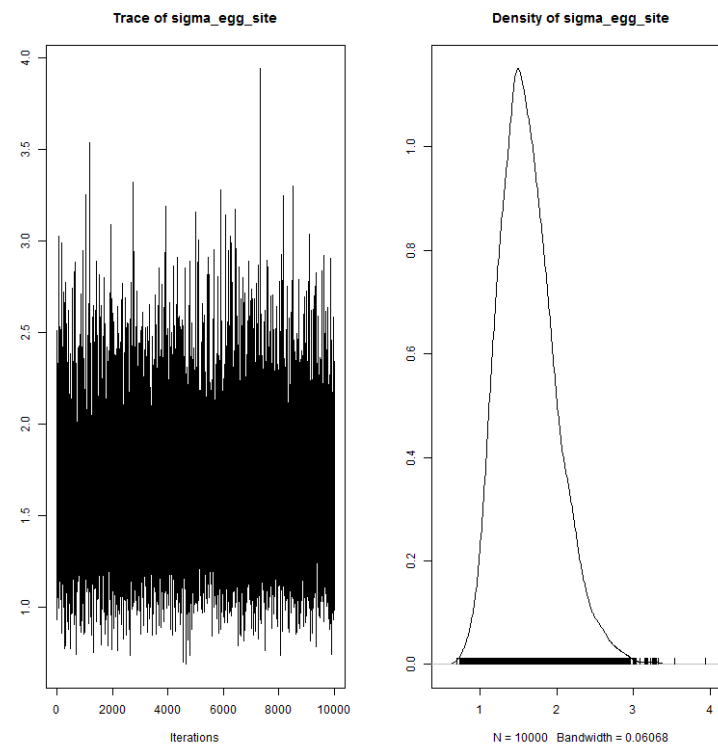 Trace of sigma_egg_site
4.0
3.5
3.0
2.5
2.0
1.5
1.0
0 2000 4000 6000 8000 10000
Iterations
Density of sigma_egg_site
1.0
0.8
0.6
0.4
0.2
0.0
1 2 3 4
N = 10000 Bandwidth = 0.06068